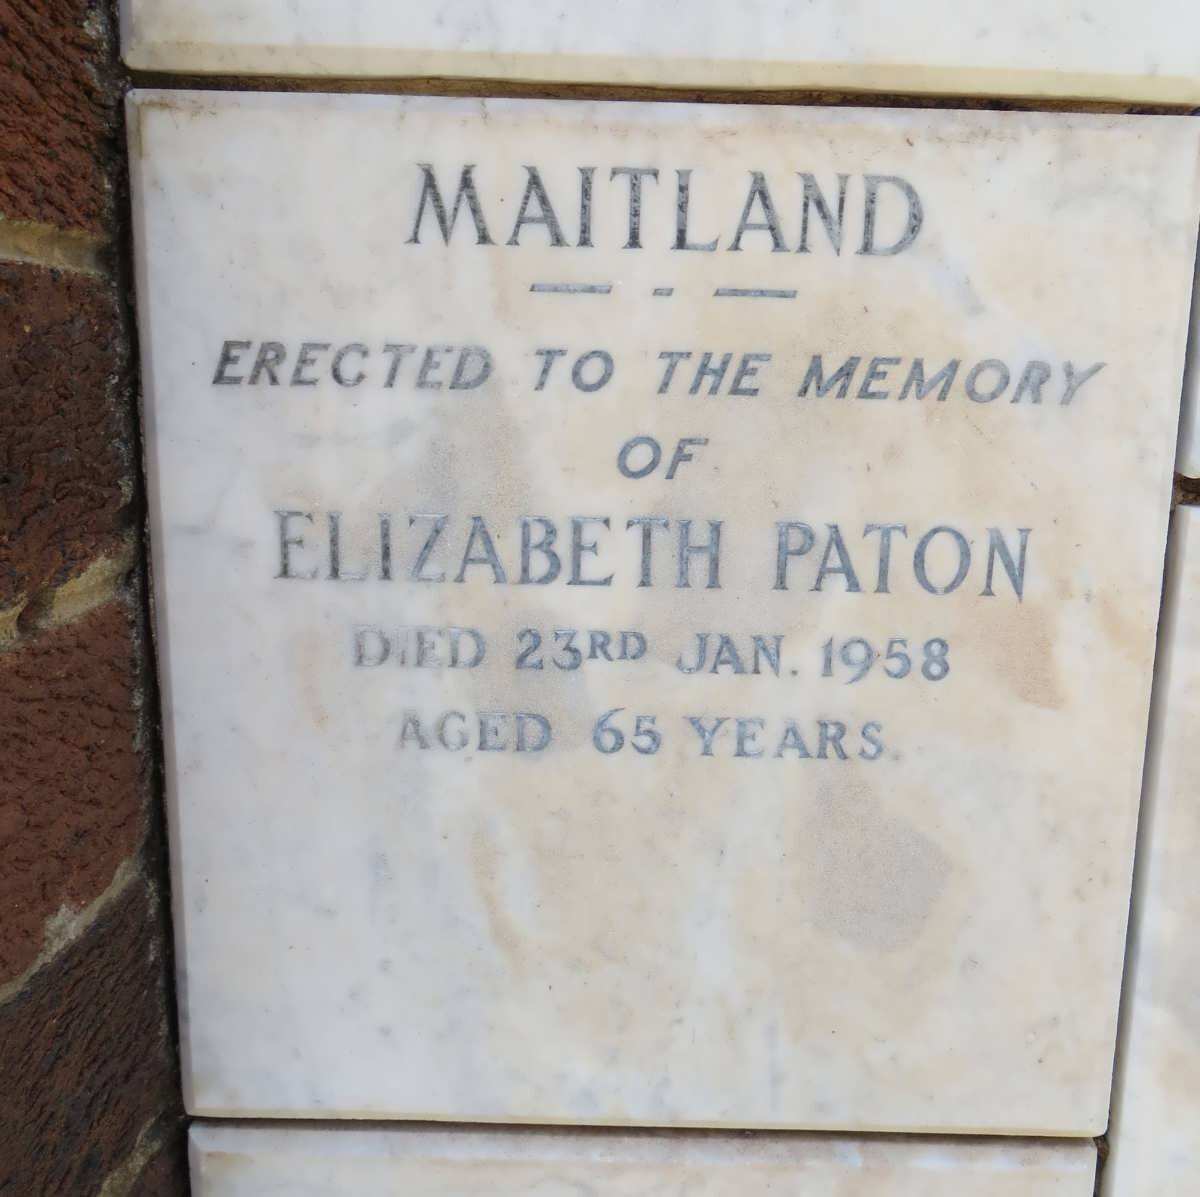 MAITLAND
ERECTED TO THE MEMORY
OF
ELIZABETH PATON
DIED 23RD JAN. 1958
AGED 65 YEARS.